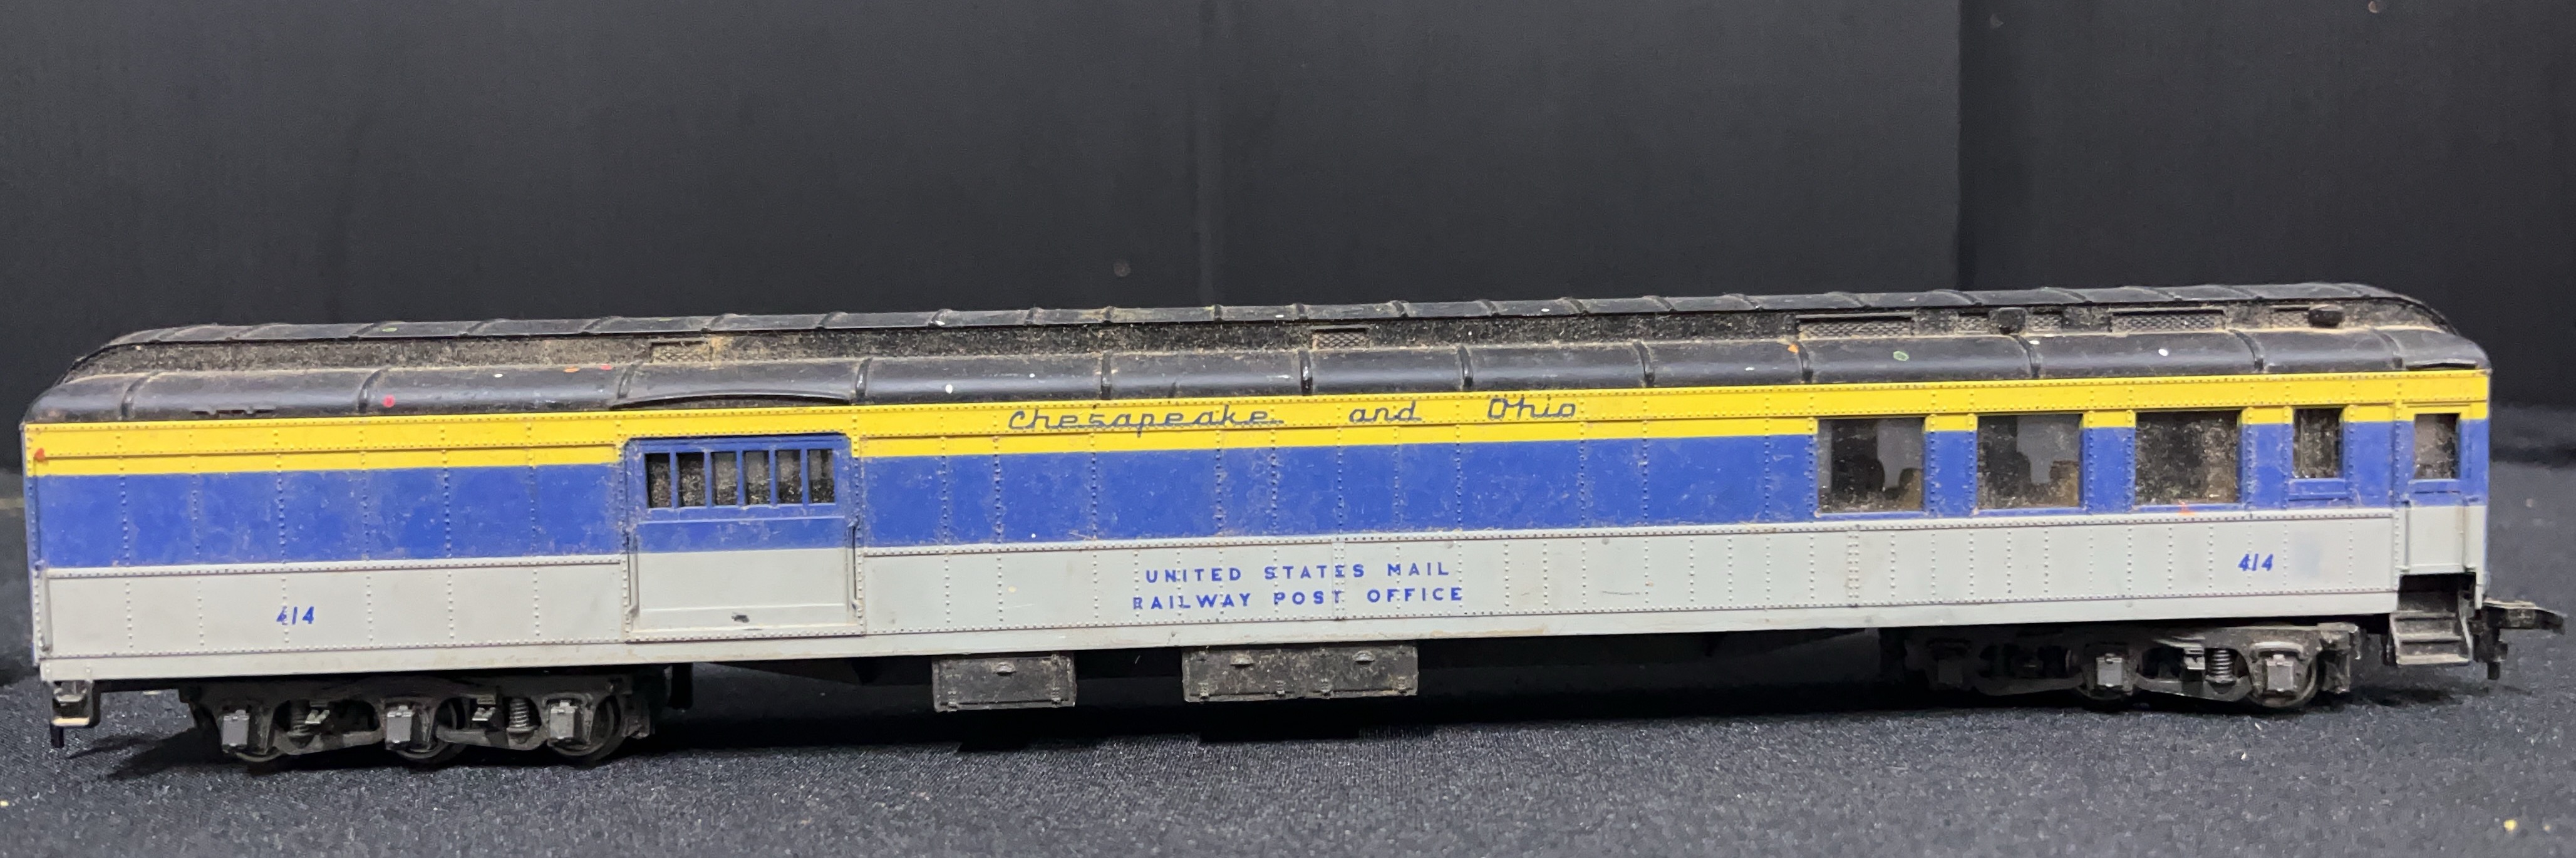 Chesapeake and Ohio
UNITED STATES MAIL
RAILWAY POST OFFICE
414
414